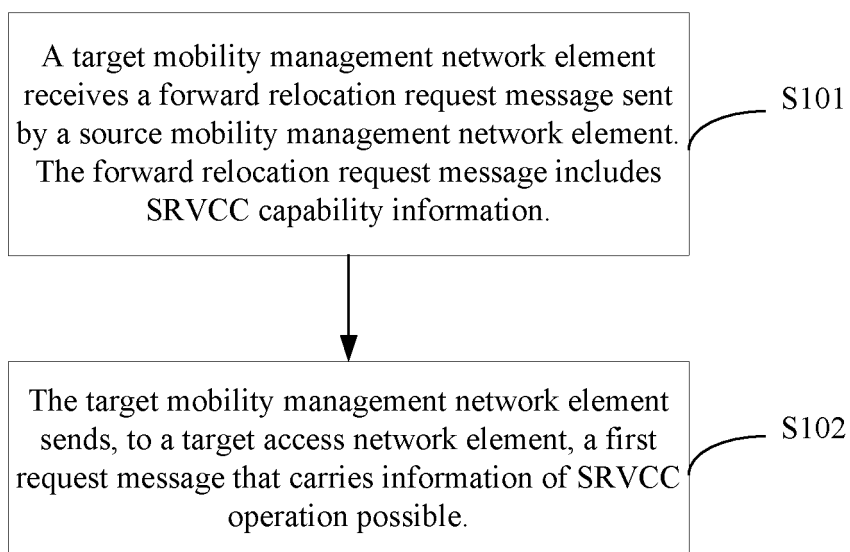 A target mobility management network element
receives a forward relocation request message sent
by a source mobility management network element.
The forward relocation request message includes
SRVCC capability information.
S101
The target mobility management network element
sends, to a target access network element, a first
request message that carries information of SRVCC
operation possible.
S102